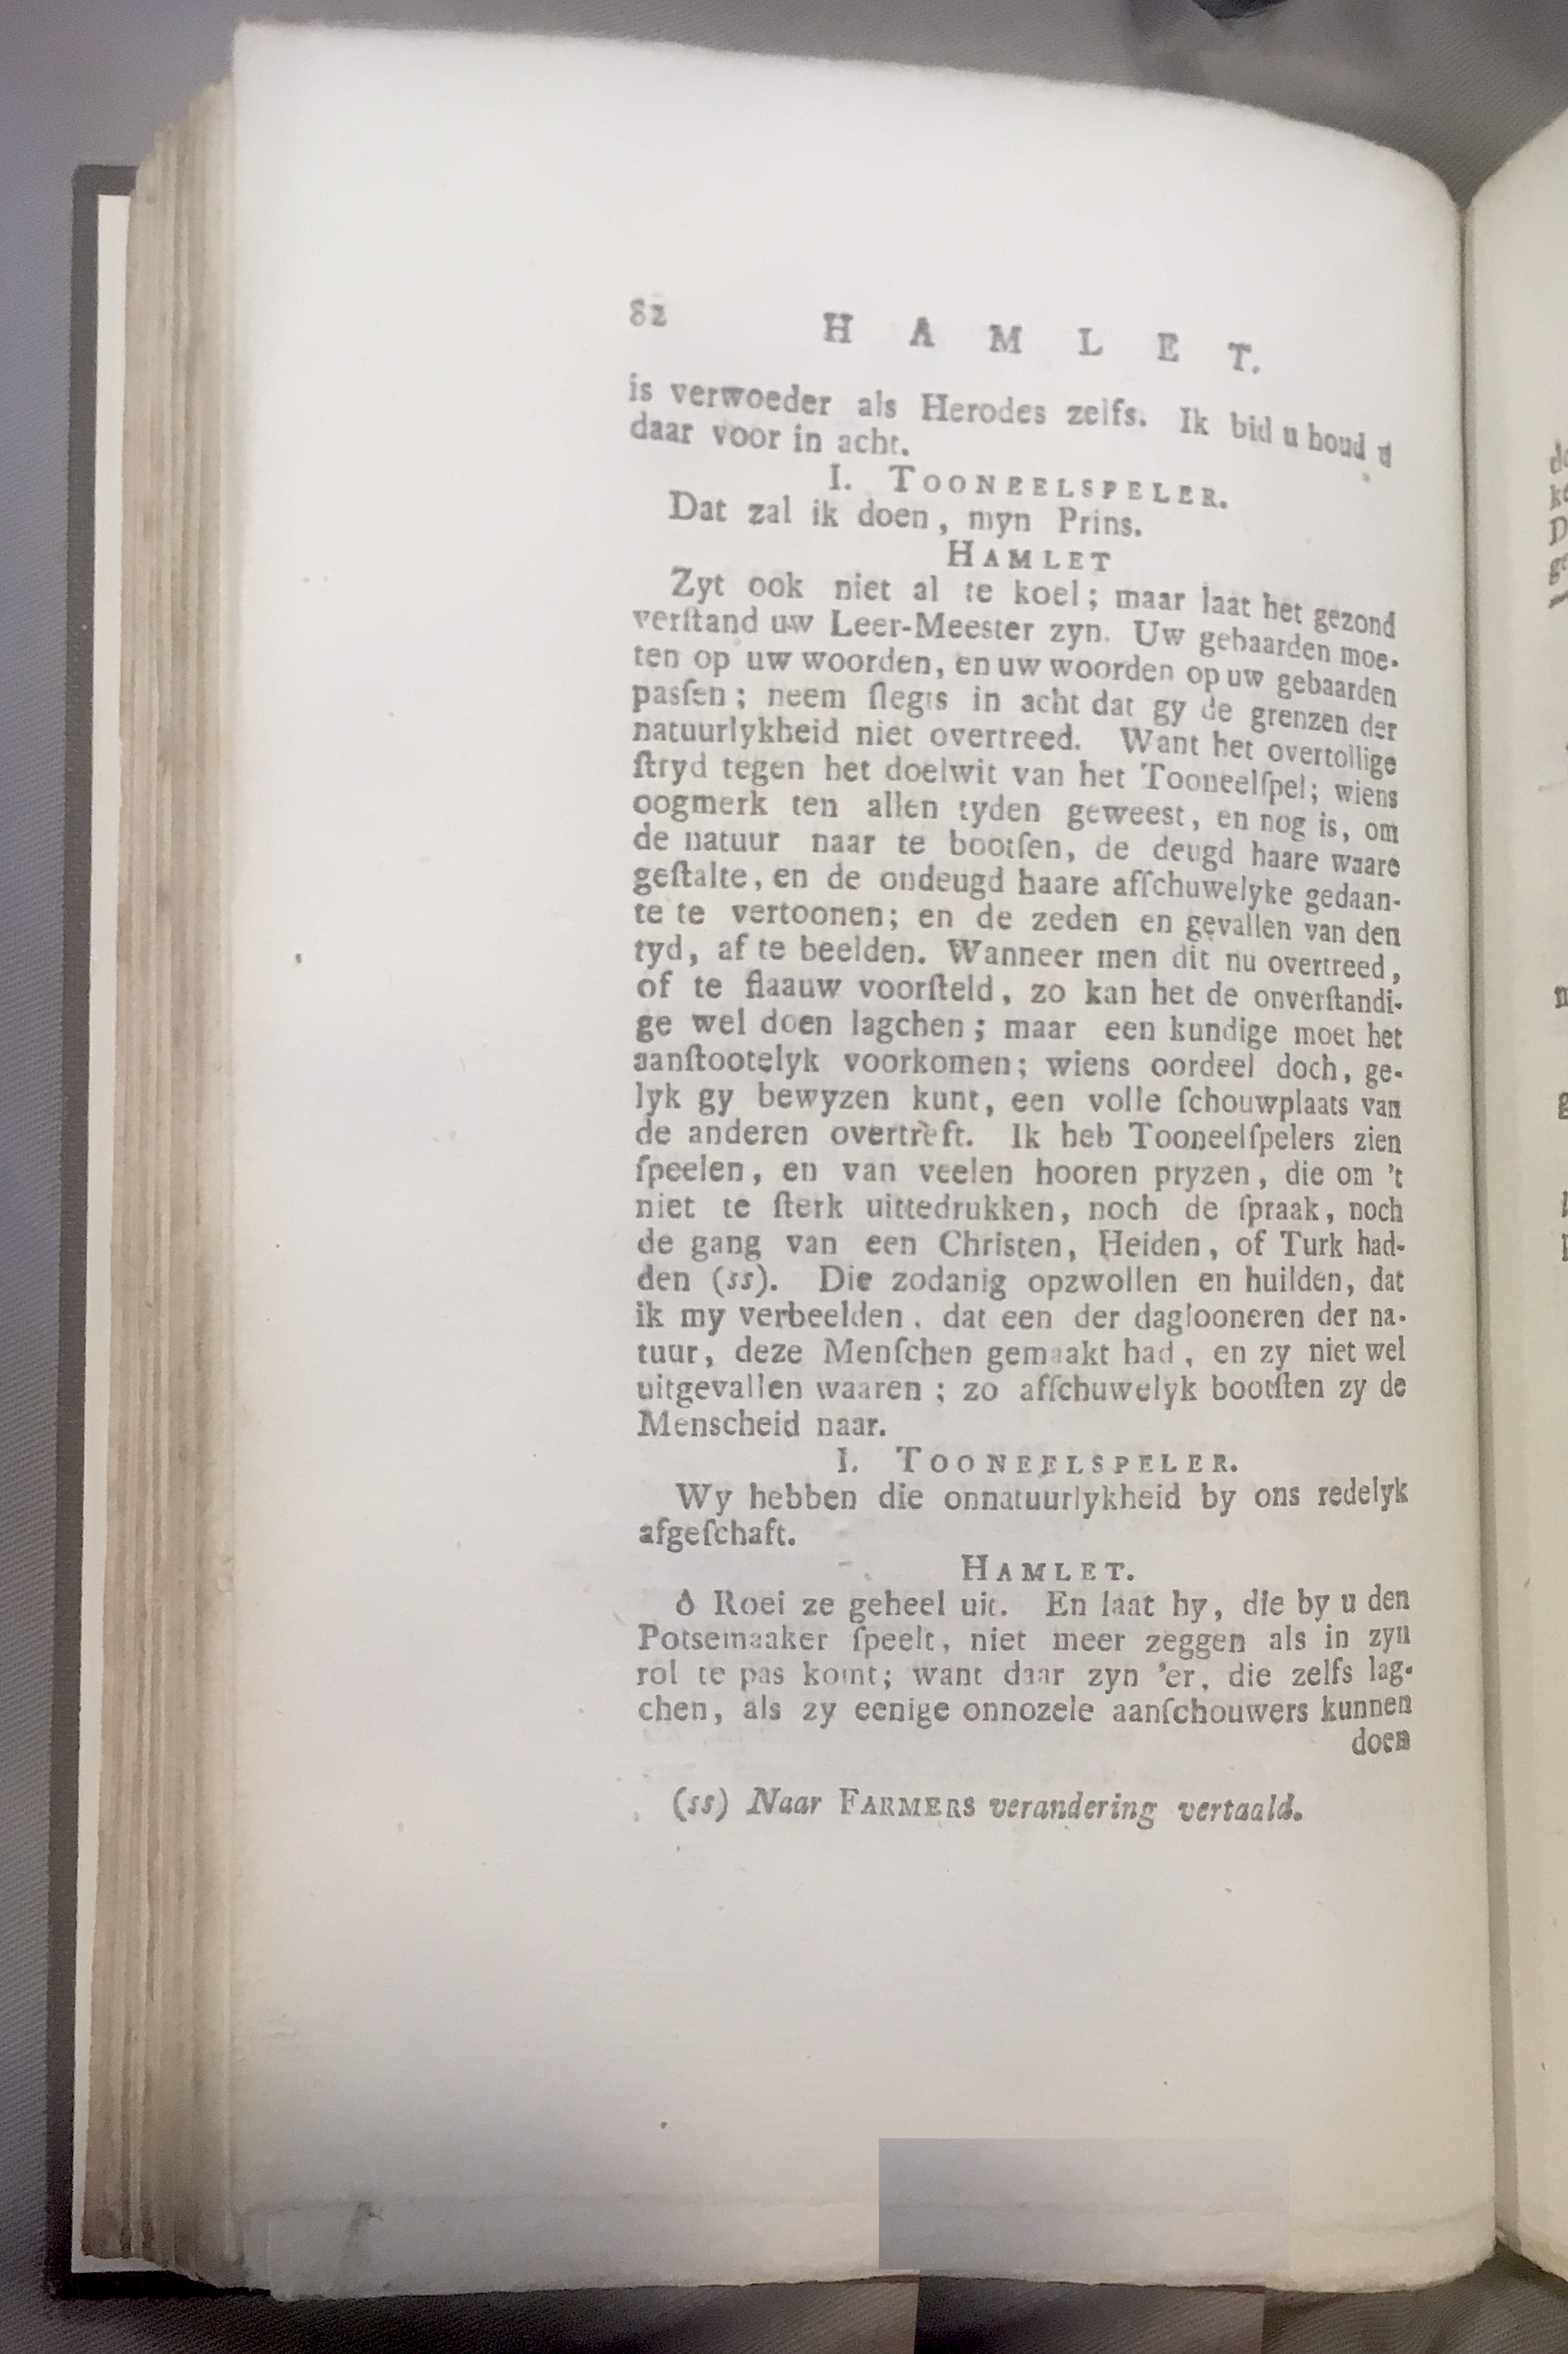 82 H A M L E T.
is verwoeder als Herodes zelfs. Ik bid u houd u
daar voor in acht.
I. TOONEELSPELER.
Dat zal ik doen, myn Prins.
HAMLET
Zyt ook niet al te koel; maar laat het gezond
verſtand uw Leer-Meester zyn. Uw gebaarden moe-
ten op uw woorden, en uw woorden op uw gebaarden
pasſen; neem ſlegts in acht dat gy de grenzen der
natuurlykheid niet overtreed. Want het overtollige
ſtryd tegen het doelwit van het Tooneelſpel; wiens
oogmerk ten allen tyden geweest, en nog is, om
de natuur naar te bootſen, de deugd haare waare
geſtalte, en de ondeugd haare afſchuwelyke gedaan-
te te vertoonen; en de zeden en gevallen van den
tyd, af te beelden. Wanneer men dit nu overtreed,
of te flaauw voorſteld, zo kan het de onverſtandi-
ge wel doen lagchen; maar een kundige moet het
aanſtootelyk voorkomen; wiens oordeel doch, ge-
lyk gy bewyzen kunt, een volle ſchouwplaats van
de anderen overtreft. Ik heb Tooneelſpelers zien
ſpeelen, en van veelen hooren pryzen, die om 't
niet te ſterk uittedrukken, noch de ſpraak, noch
de gang van een Christen, Heiden, of Turk had-
den (ss). Die zodanig opzwollen en huilden, dat
ik my verbeelden, dat een der daglooneren der na-
tuur, deze Menſchen gemaakt had, en zy niet wel
uitgevallen waaren; zo afſchuwelyk bootſten zy de
Menscheid naar.
I. TOONEELSPELER.
Wy hebben die onnatuurlykheid by ons redelyk
afgeſchaft.
HAMLET.
ô Roei ze geheel uit. En laat hy, die by u den
Potsemaaker ſpeelt, niet meer zeggen als in zyn
rol te pas komt; want daar zyn 'er, die zelfs lag-
chen, als zy eenige onnozele aanſchouwers kunnen
doen
(ss) Naar FARMERS verandering vertaald.